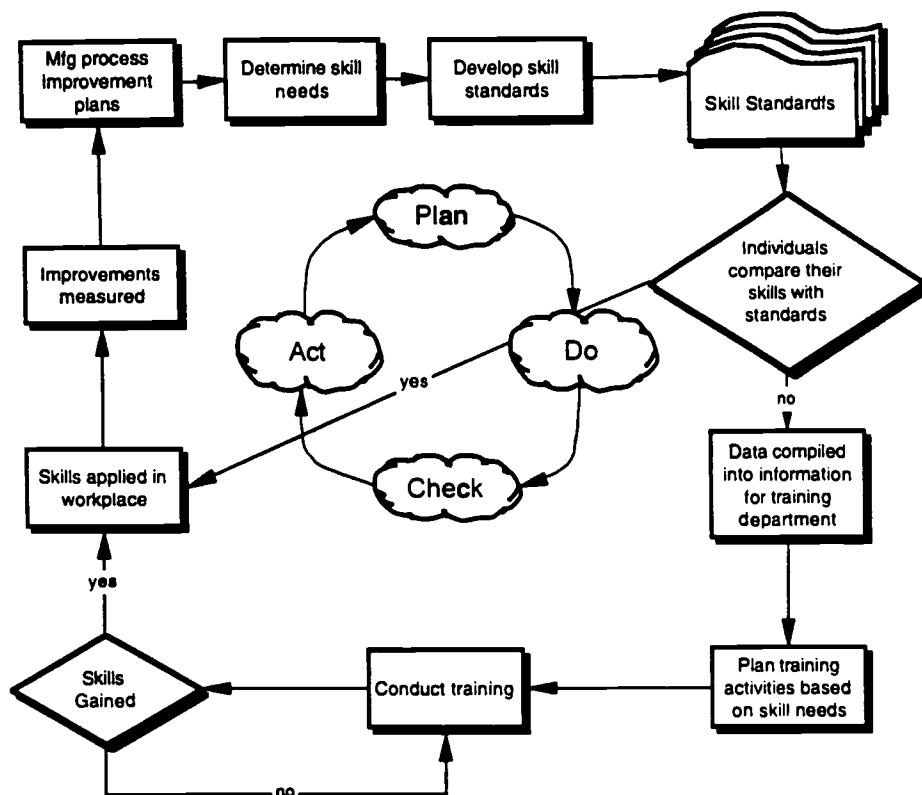 Mfg process
Improvement
plans
Determine skill
needs
Develop skill
standards
Skill Standardfs
Plan
Individuals
compare their
skills with
standards
Improvements
measured
Act
Do
yes
no
Skills applied in
workplace
Check
Data compiled
into information
for training
department
yes
Skills
Gained
Conduct training
Plan training
activities based
on skill needs
no